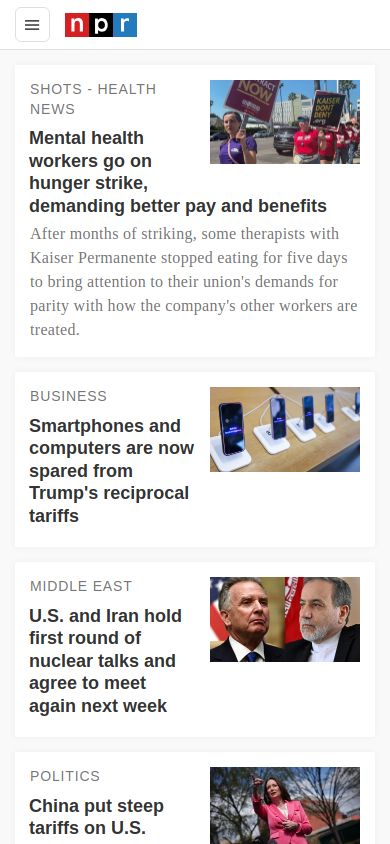 npr
SHOTS - HEALTH
NEWS
Mental health
workers go on
hunger strike,
demanding better pay and benefits
After months of striking, some therapists with
Kaiser Permanente stopped eating for five days
to bring attention to their union's demands for
parity with how the company's other workers are
treated.
NOW
KAISER
DON'T
DENY
BUSINESS
Smartphones and
computers are now
spared from
Trump's reciprocal
tariffs
MIDDLE EAST
U.S. and Iran hold
first round of
nuclear talks and
agree to meet
again next week
POLITICS
China put steep
tariffs on U.S.